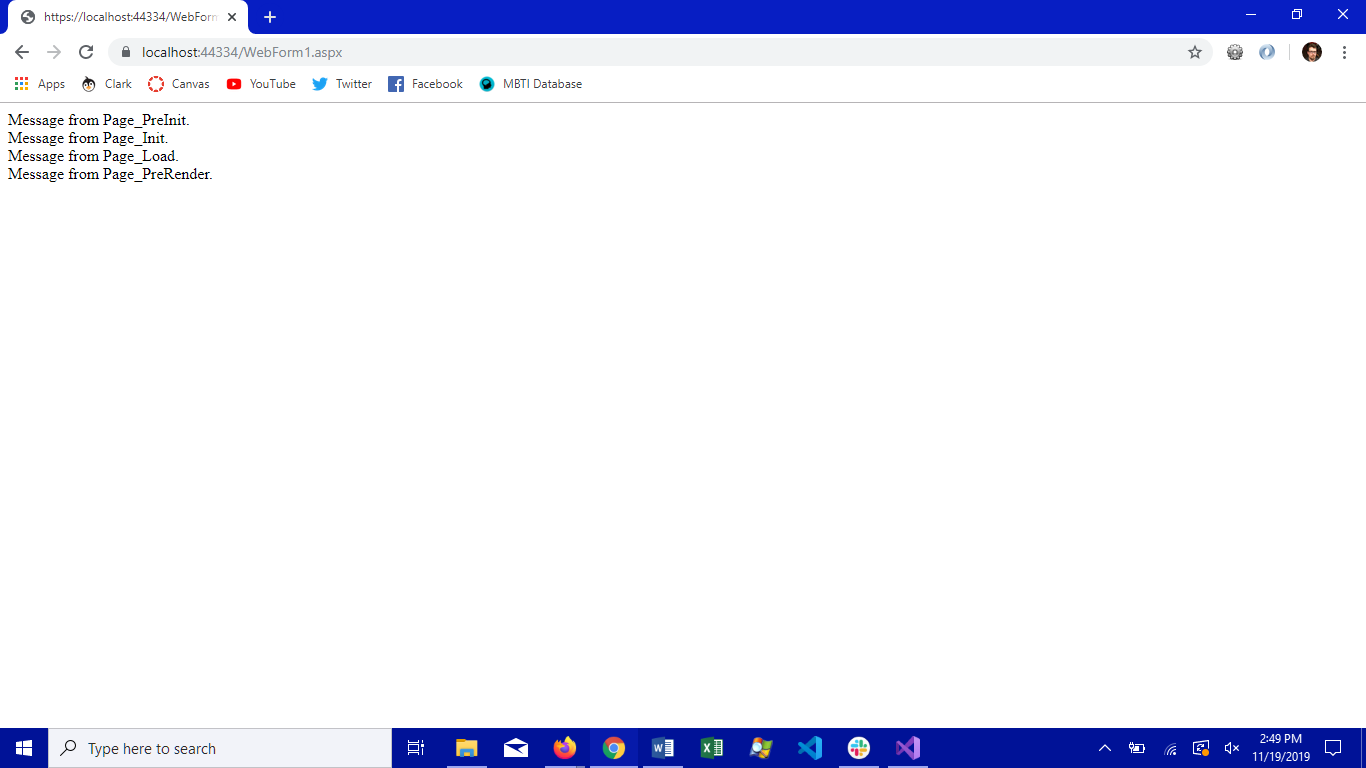 https://localhost:44334/WebForm
localhost:44334/WebForm1.aspx
Apps Clark Canvas YouTube Twitter Facebook MBTI Database
Message from Page_PreInit.
Message from Page_Init.
Message from Page_Load.
Message from Page_PreRender.
Type here to search
2:49 PM
11/19/2019